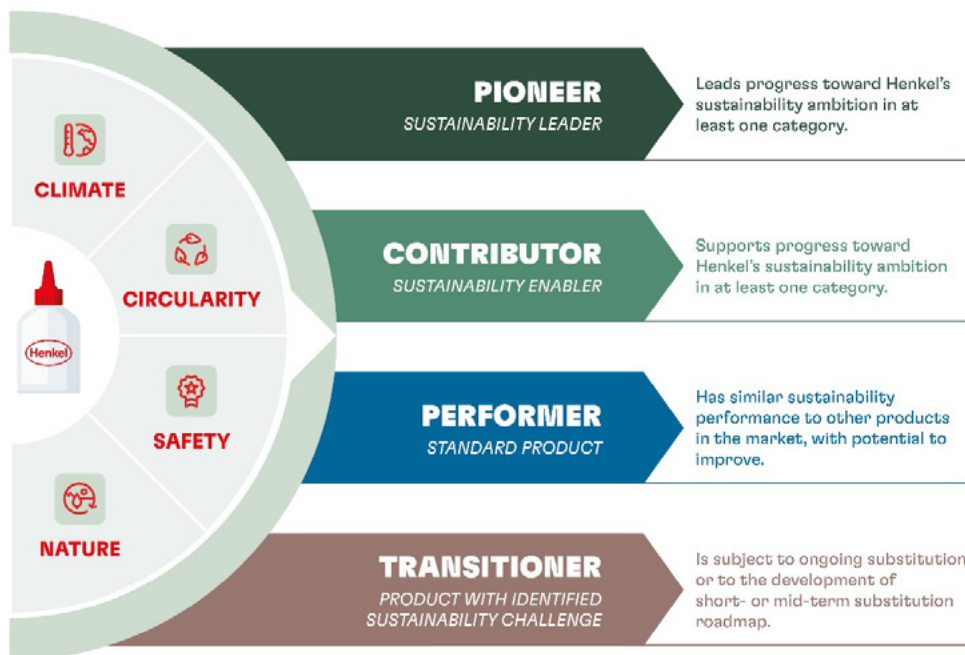 CLIMATE
CIRCULARITY
Henkel
SAFETY
NATURE
PIONEER
SUSTAINABILITY LEADER
Leads progress toward Henkel's
sustainability ambition in at
least one category.
CONTRIBUTOR
SUSTAINABILITY ENABLER
Supports progress toward
Henkel's sustainability ambition
in at least one category.
PERFORMER
STANDARD PRODUCT
Has similar sustainability
performance to other products
in the market, with potential to
improve.
TRANSITIONER
PRODUCT WITH IDENTIFIED
SUSTAINABILITY CHALLENGE
Is subject to ongoing substitution
or to the development of
short- or mid-term substitution
roadmap.